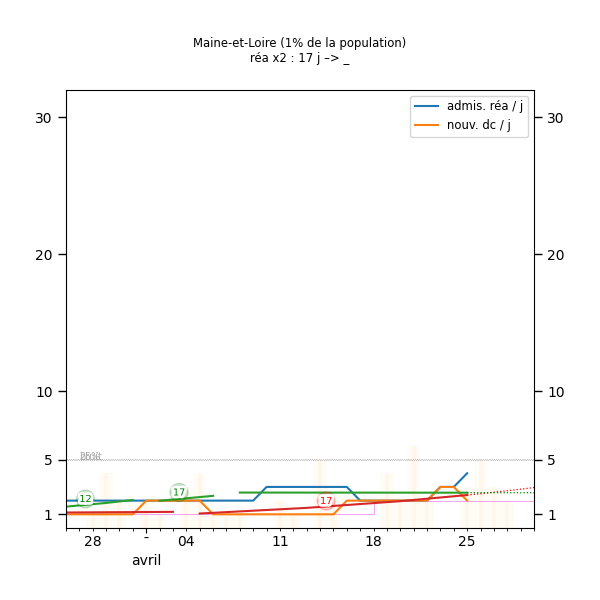 Maine-et-Loire (1% de la population)
réa x2 : 17 j –> _
admis. réa / j
nouv. dc / j
30 30
20 20
10 10
5 5
12 17 17
1 1
28 - 04 11 18 25
avril